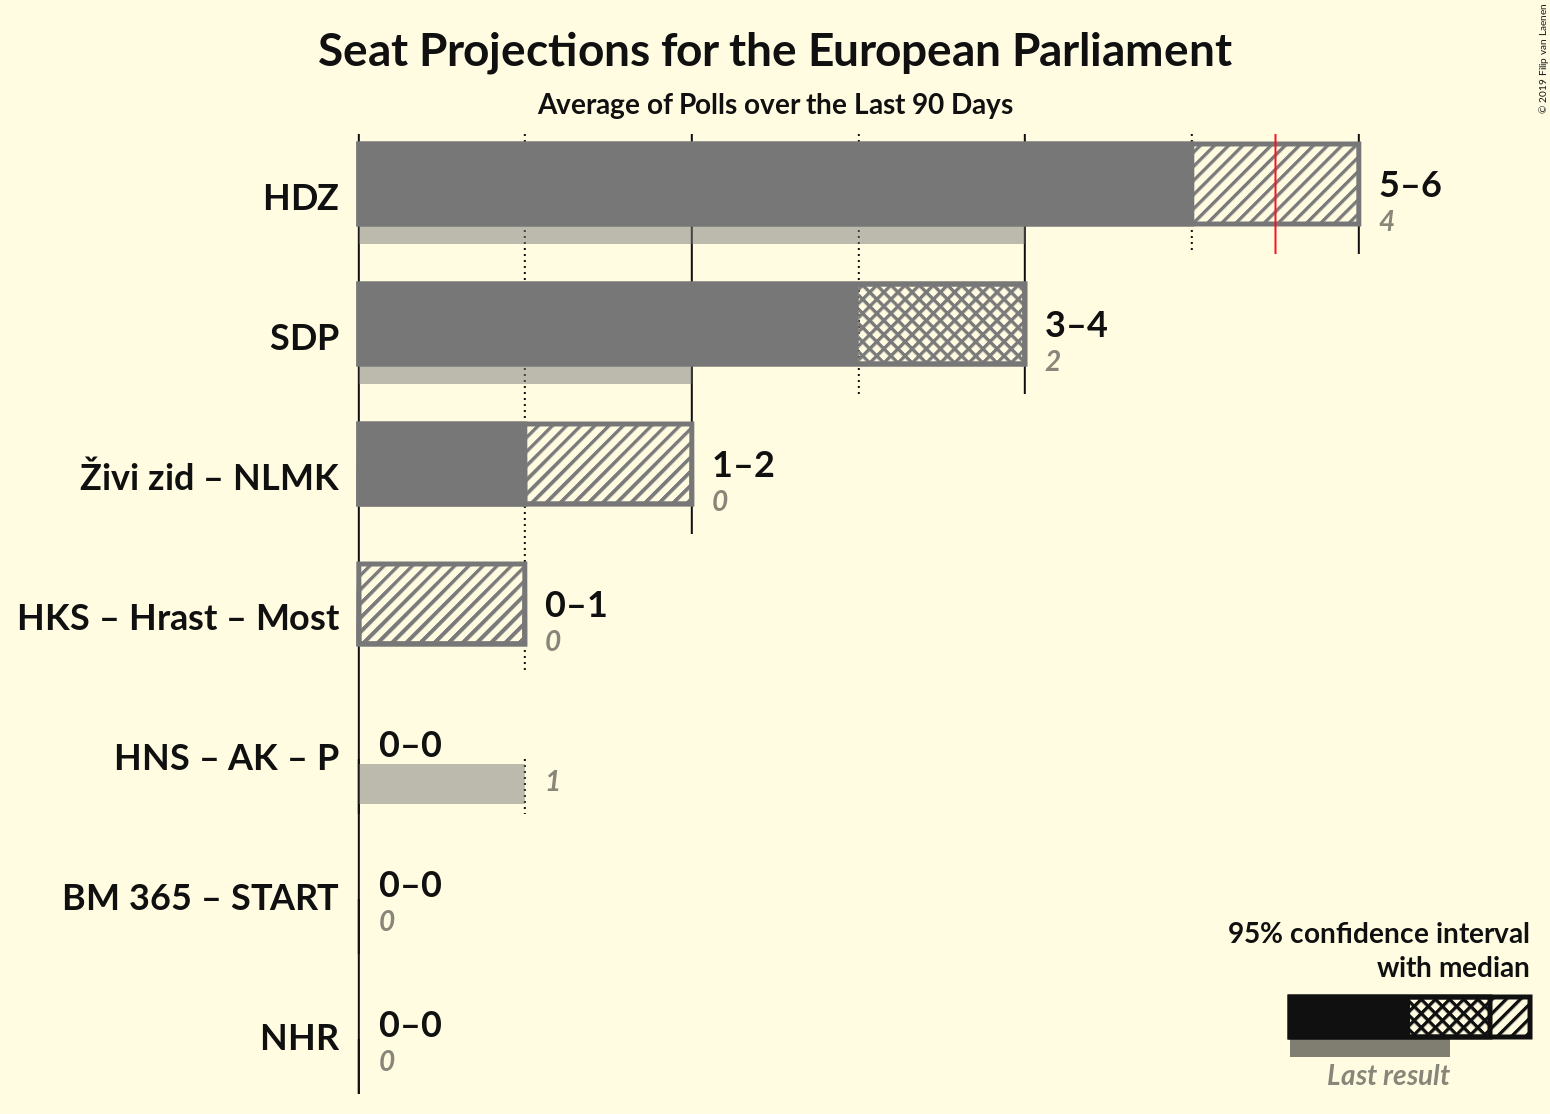 Seat Projections for the European Parliament
Average of Polls over the Last 90 Days
© 2019 Filip van Laenen
HDZ
5–6
4
SDP
3–4
2
Živi zid – NLMK
1–2
0
HKS – Hrast – Most
0–1
0
HNS – AK – P
0–0
1
BM 365 – START
0–0
0
NHR
0–0
0
95% confidence interval
with median
Last result